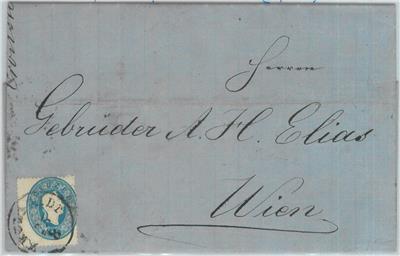 Herren
Gebrüder A. H. Elias
Wien.